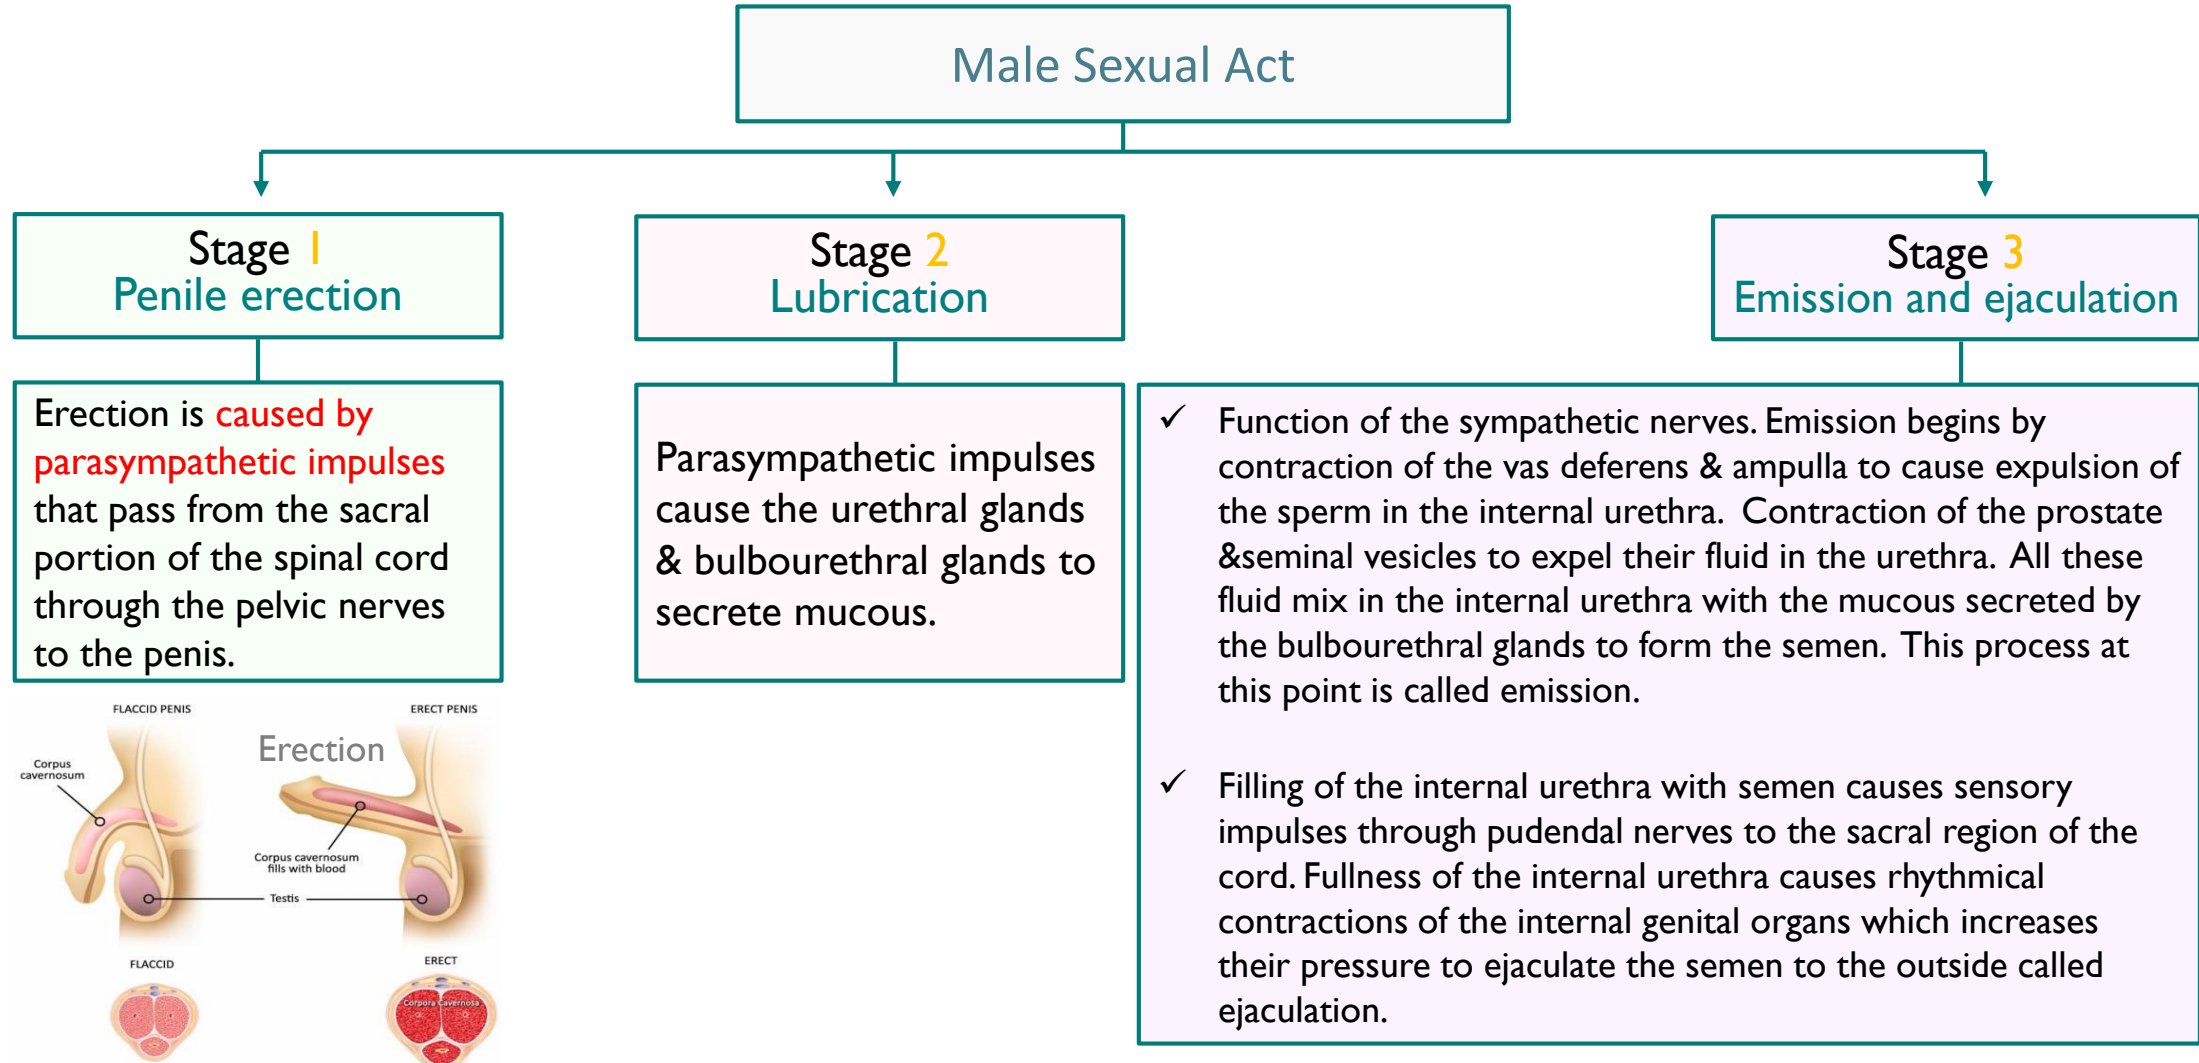 Male Sexual Act
Stage 1
Penile erection
Erection is caused by
parasympathetic impulses
that pass from the sacral
portion of the spinal cord
through the pelvic nerves
to the penis.
FLACCID PENIS
ERECT PENIS
Erection
Corpus
cavernosum
Corpus cavernosum
fills with blood
Testis
FLACCID
ERECT
Corpora Cavernosa
Stage 2
Lubrication
Parasympathetic impulses
cause the urethral glands
& bulbourethral glands to
secrete mucous.
Stage 3
Emission and ejaculation
✓ Function of the sympathetic nerves. Emission begins by
contraction of the vas deferens & ampulla to cause expulsion of
the sperm in the internal urethra. Contraction of the prostate
&seminal vesicles to expel their fluid in the urethra. All these
fluid mix in the internal urethra with the mucous secreted by
the bulbourethral glands to form the semen. This process at
this point is called emission.
✓ Filling of the internal urethra with semen causes sensory
impulses through pudendal nerves to the sacral region of the
cord. Fullness of the internal urethra causes rhythmical
contractions of the internal genital organs which increases
their pressure to ejaculate the semen to the outside called
ejaculation.